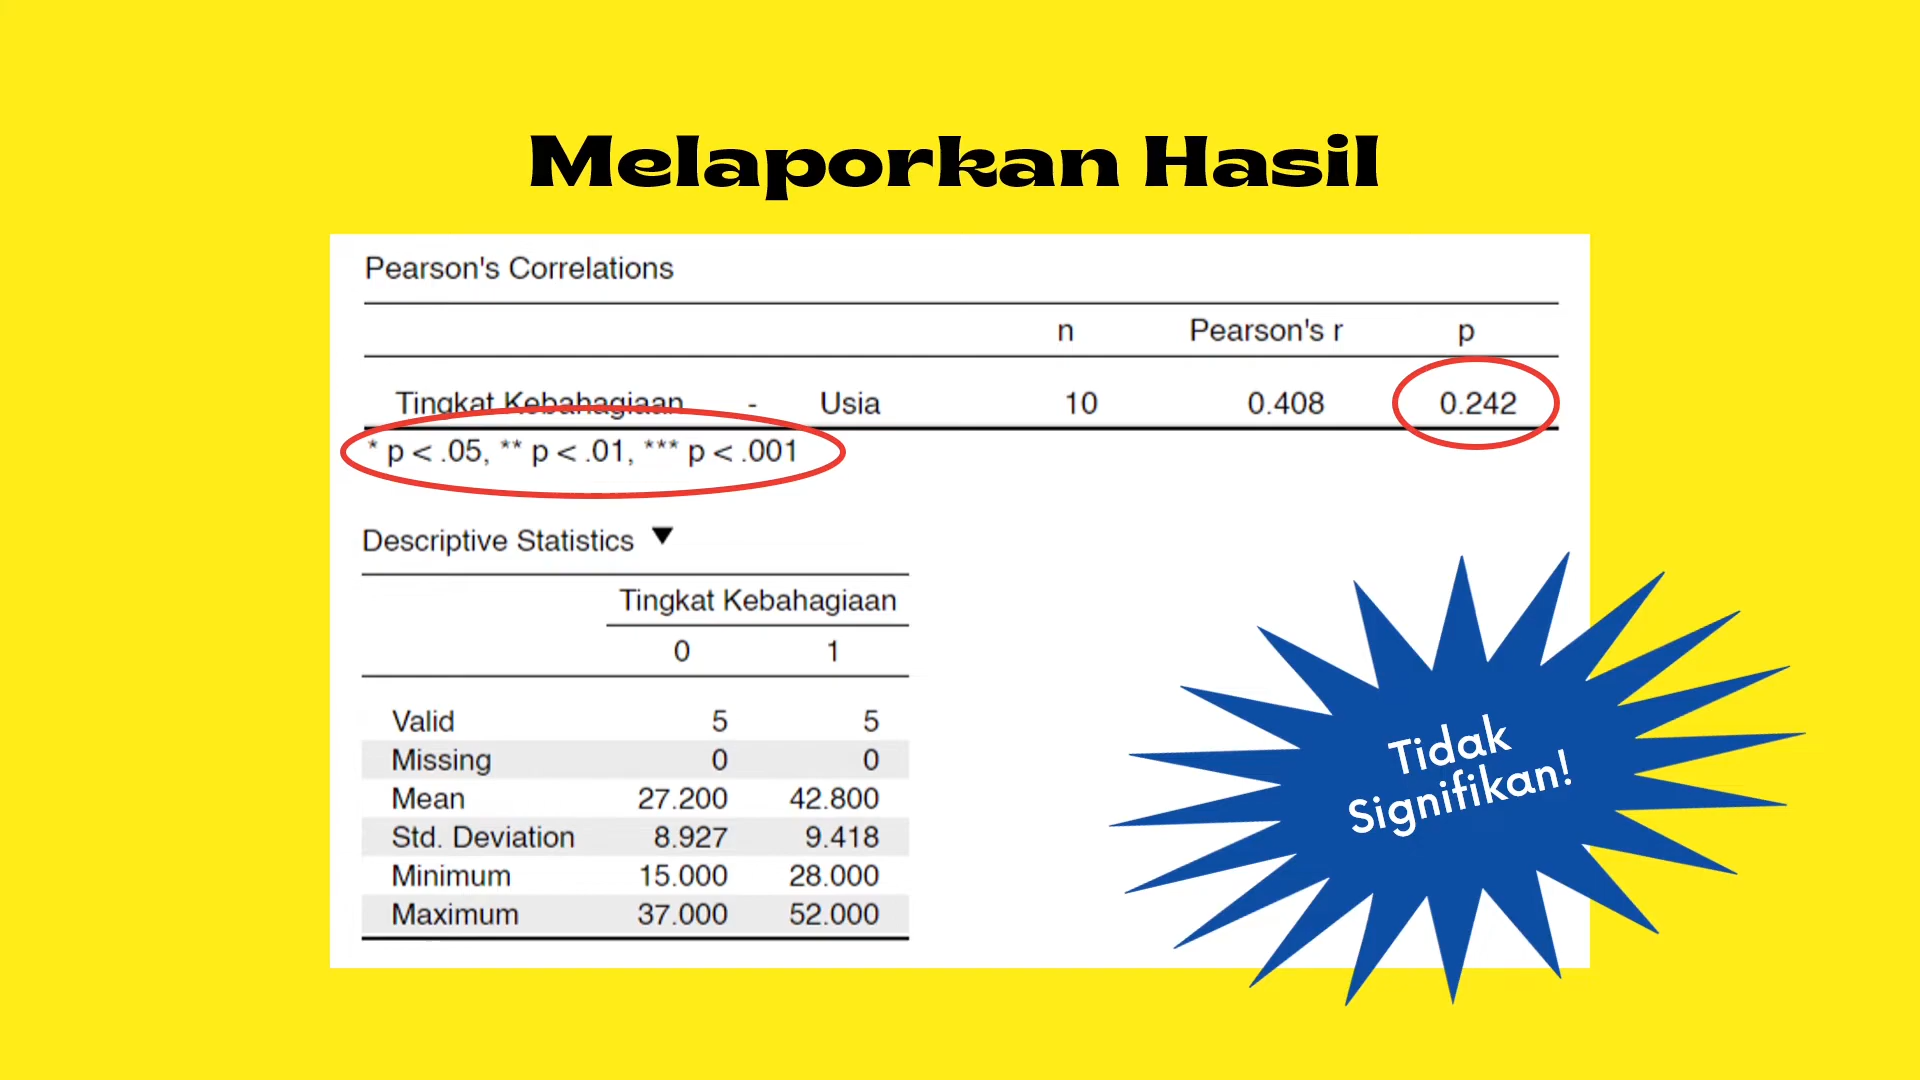 Melaporkan Hasil
Pearson's Correlations
n Pearson's r p
Tingkat Kebahagiaan - Usia 10 0.408 0.242
* p < .05, ** p < .01, *** p < .001
Descriptive Statistics ▼
Tingkat Kebahagiaan
0 1
Valid 5 5
Missing 0 0
Mean 27.200 42.800
Std. Deviation 8.927 9.418
Minimum 15.000 28.000
Maximum 37.000 52.000
Tidak
Signifikan!